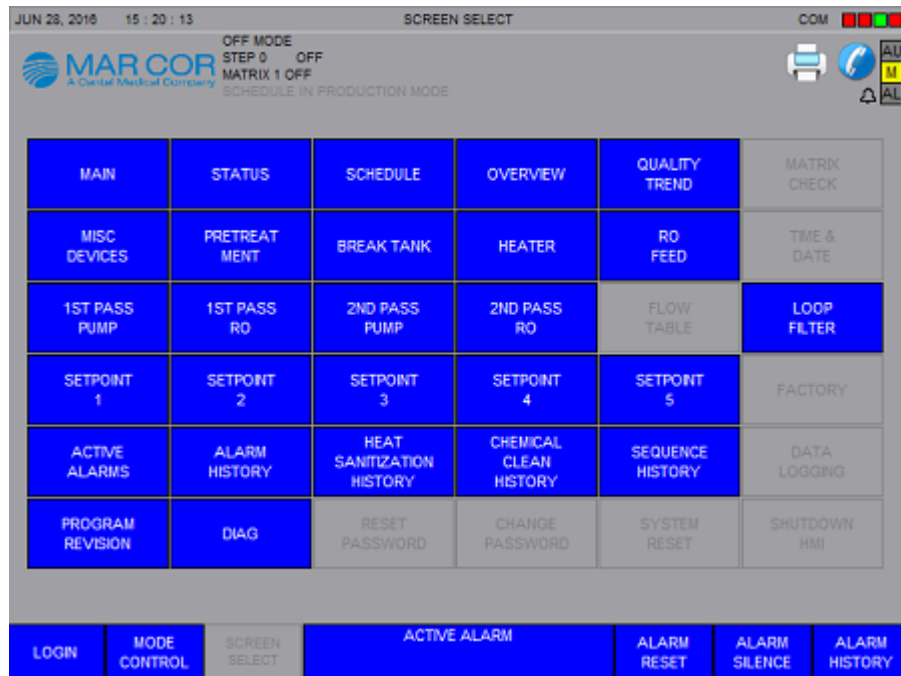 JUN 28, 2016 15 : 20 : 13 SCREEN SELECT COM
OFF MODE
STEP 0 OFF
MATRIX 1 OFF
SCHEDULE IN PRODUCTION MODE
MAR COR
A Cantel Medical Company
AU
M
AL
MAIN
STATUS
SCHEDULE
OVERVIEW
QUALITY
TREND
MATRIX
CHECK
MISC
DEVICES
PRETREAT
MENT
BREAK TANK
HEATER
RO
FEED
TIME &
DATE
1ST PASS
PUMP
1ST PASS
RO
2ND PASS
PUMP
2ND PASS
RO
FLOW
TABLE
LOOP
FILTER
SETPOINT
1
SETPOINT
2
SETPOINT
3
SETPOINT
4
SETPOINT
5
FACTORY
ACTIVE
ALARMS
ALARM
HISTORY
HEAT
SANITIZATION
HISTORY
CHEMICAL
CLEAN
HISTORY
SEQUENCE
HISTORY
DATA
LOGGING
PROGRAM
REVISION
DIAG
RESET
PASSWORD
CHANGE
PASSWORD
SYSTEM
RESET
SHUTDOWN
HMI
LOGIN
MODE
CONTROL
SCREEN
SELECT
ACTIVE ALARM
ALARM
RESET
ALARM
SILENCE
ALARM
HISTORY